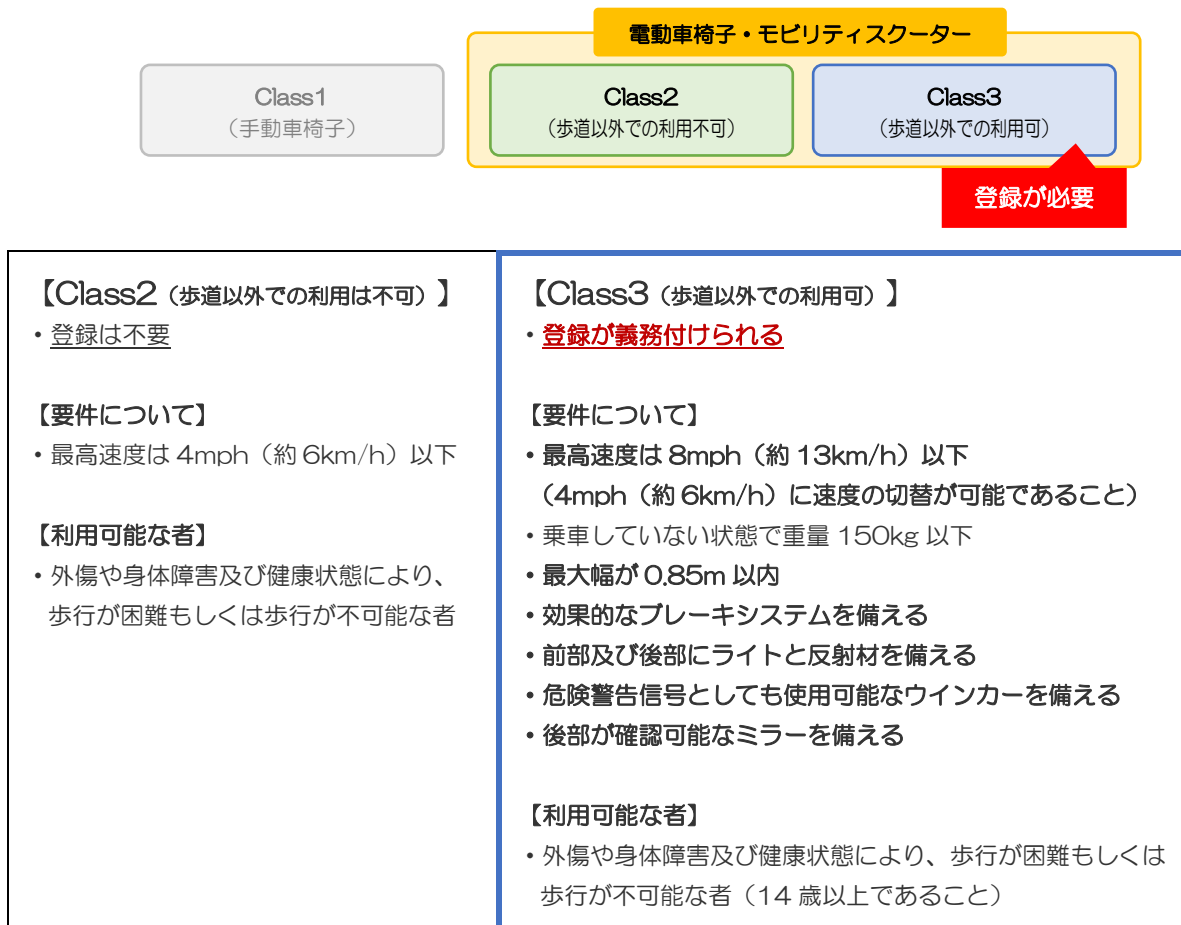 電動車椅子・モビリティスクーター
Class1
（手動車椅子）
Class2
（歩道以外での利用不可）
Class3
（歩道以外での利用可）
登録が必要
【Class2（歩道以外での利用は不可）】
・登録は不要
【要件について】
・最高速度は 4mph（約 6km/h）以下
【利用可能な者】
・外傷や身体障害及び健康状態により、
歩行が困難もしくは歩行が不可能な者
【Class3（歩道以外での利用可）】
・登録が義務付けられる
【要件について】
・最高速度は 8mph（約 13km/h）以下
（4mph（約 6km/h）に速度の切替が可能であること）
・乗車していない状態で重量 150kg 以下
・最大幅が 0.85m 以内
・効果的なブレーキシステムを備える
・前部及び後部にライトと反射材を備える
・危険警告信号としても使用可能なウインカーを備える
・後部が確認可能なミラーを備える
【利用可能な者】
・外傷や身体障害及び健康状態により、歩行が困難もしくは
歩行が不可能な者（14 歳以上であること）